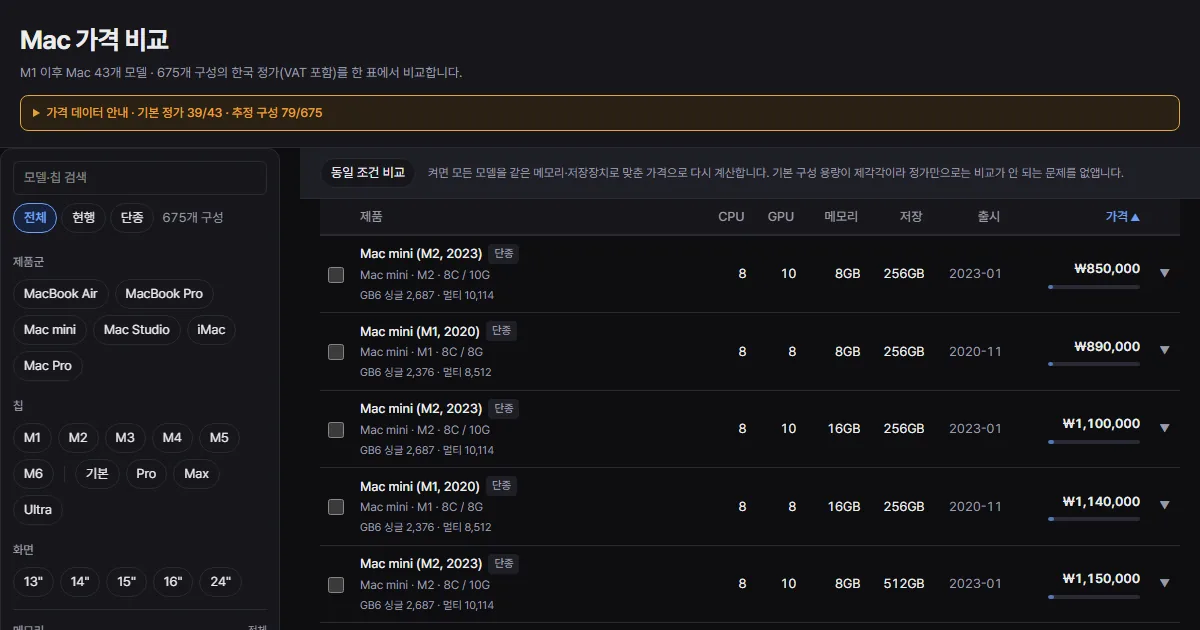 Mac 가격 비교
M1 이후 Mac 43개 모델 · 675개 구성의 한국 정가(VAT 포함)를 한 표에서 비교합니다.
▶ 가격 데이터 안내 · 기본 정가 39/43 · 추정 구성 79/675
모델·칩 검색
전체 현행 단종 675개 구성
제품군
MacBook Air MacBook Pro
Mac mini Mac Studio iMac
Mac Pro
칩
M1 M2 M3 M4 M5
M6 기본 Pro Max
Ultra
화면
13" 14" 15" 16" 24"
메모리 전체
동일 조건 비교 켜면 모든 모델을 같은 메모리·저장장치로 맞춘 가격으로 다시 계산합니다. 기본 구성 용량이 제각각이라 정가만으로는 비교가 안 되는 문제를 없앱니다.
제품 CPU GPU 메모리 저장 출시 가격▲
Mac mini (M2, 2023) 단종
Mac mini · M2 · 8C / 10G 8 10 8GB 256GB 2023-01 ₩850,000 ▼
GB6 싱글 2,687 · 멀티 10,114
Mac mini (M1, 2020) 단종
Mac mini · M1 · 8C / 8G 8 8 8GB 256GB 2020-11 ₩890,000 ▼
GB6 싱글 2,376 · 멀티 8,512
Mac mini (M2, 2023) 단종
Mac mini · M2 · 8C / 10G 8 10 16GB 256GB 2023-01 ₩1,100,000 ▼
GB6 싱글 2,687 · 멀티 10,114
Mac mini (M1, 2020) 단종
Mac mini · M1 · 8C / 8G 8 8 16GB 256GB 2020-11 ₩1,140,000 ▼
GB6 싱글 2,376 · 멀티 8,512
Mac mini (M2, 2023) 단종
Mac mini · M2 · 8C / 10G 8 10 8GB 512GB 2023-01 ₩1,150,000 ▼
GB6 싱글 2,687 · 멀티 10,114